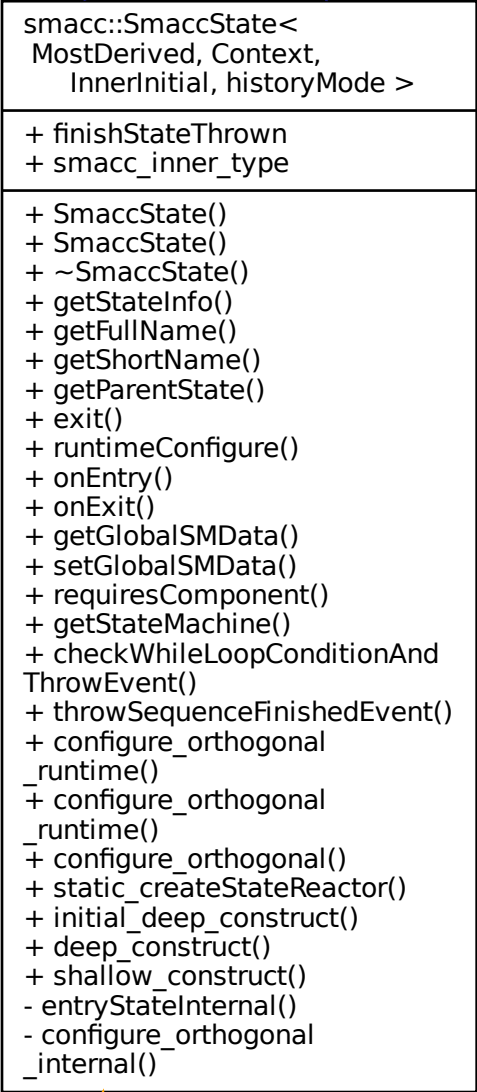 smacc::SmaccState<
MostDerived, Context,
InnerInitial, historyMode >
+ finishStateThrown
+ smacc_inner_type
+ SmaccState()
+ SmaccState()
+ ~SmaccState()
+ getStateInfo()
+ getFullName()
+ getShortName()
+ getParentState()
+ exit()
+ runtimeConfigure()
+ onEntry()
+ onExit()
+ getGlobalSMData()
+ setGlobalSMData()
+ requiresComponent()
+ getStateMachine()
+ checkWhileLoopConditionAnd
ThrowEvent()
+ throwSequenceFinishedEvent()
+ configure_orthogonal
_runtime()
+ configure_orthogonal
_runtime()
+ configure_orthogonal()
+ static_createStateReactor()
+ initial_deep_construct()
+ deep_construct()
+ shallow_construct()
- entryStateInternal()
- configure_orthogonal
_internal()